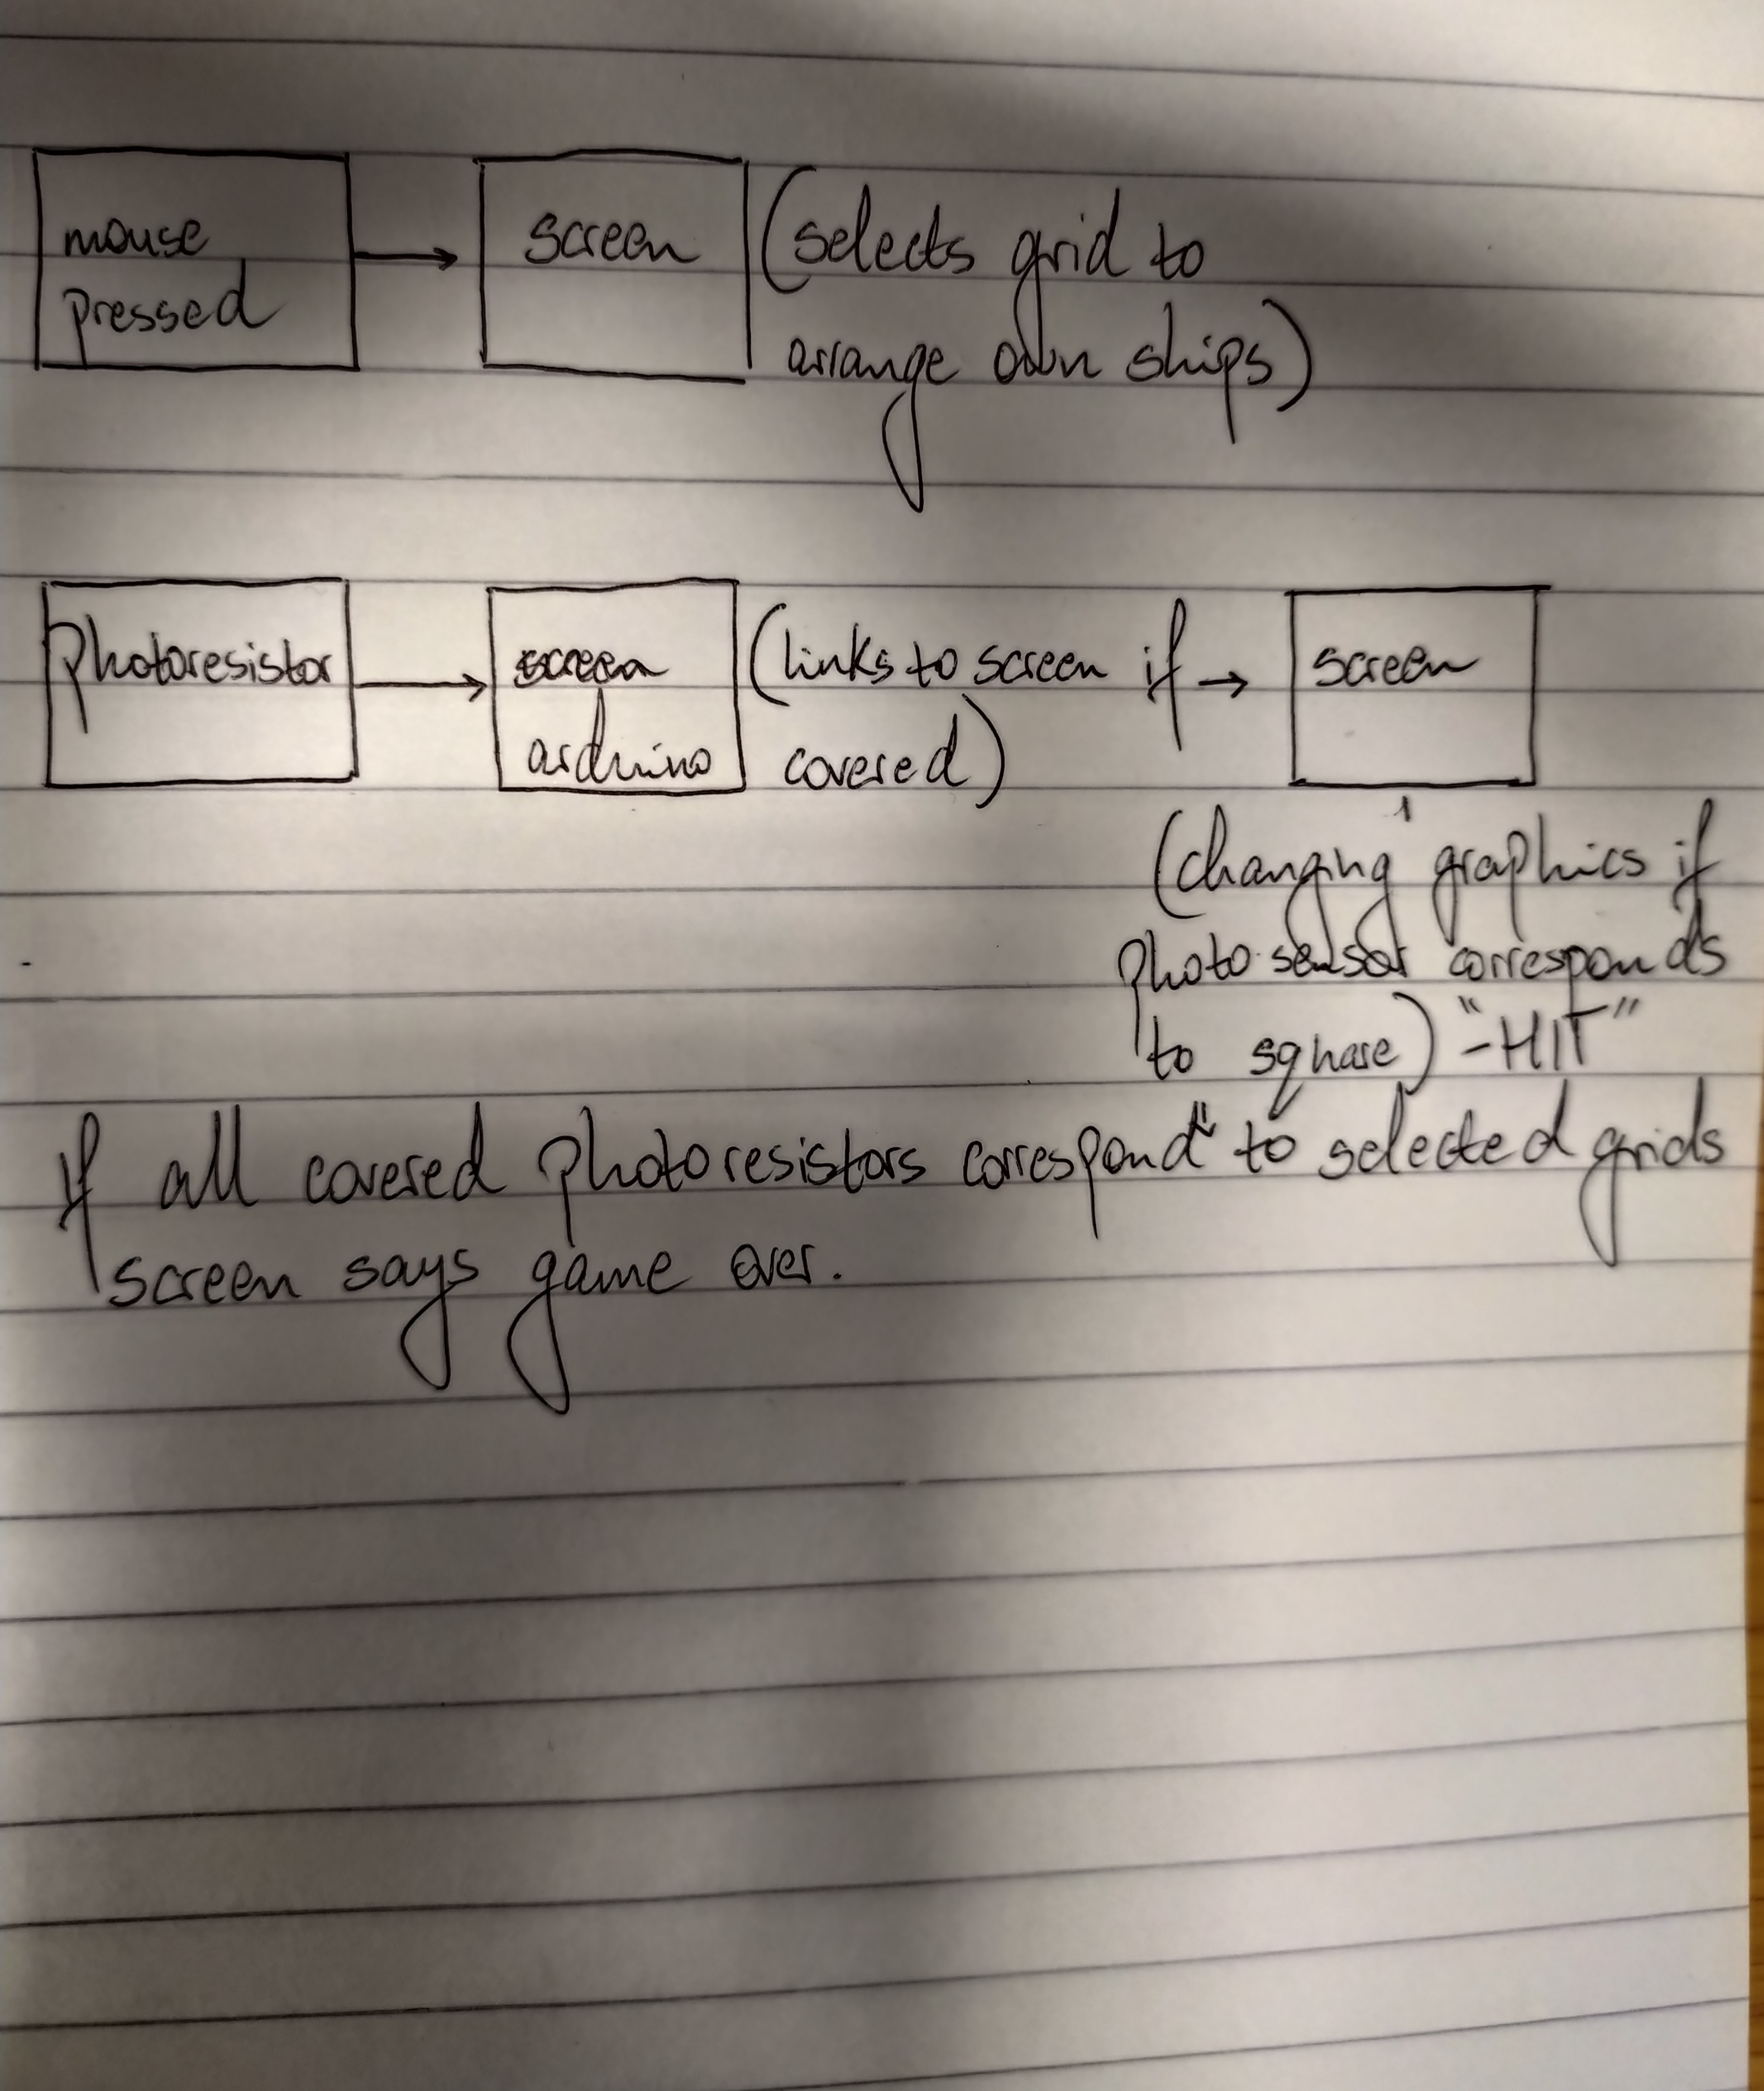 mouse
pressed
screen
(selects grid to
arrange own ships)
Photoresistor
screen
arduino
(links to screen if
covered)
screen
(changing graphics if
photo sensor corresponds
to square) - "HIT"
If all covered photoresistors correspond to selected grids
screen says game over.